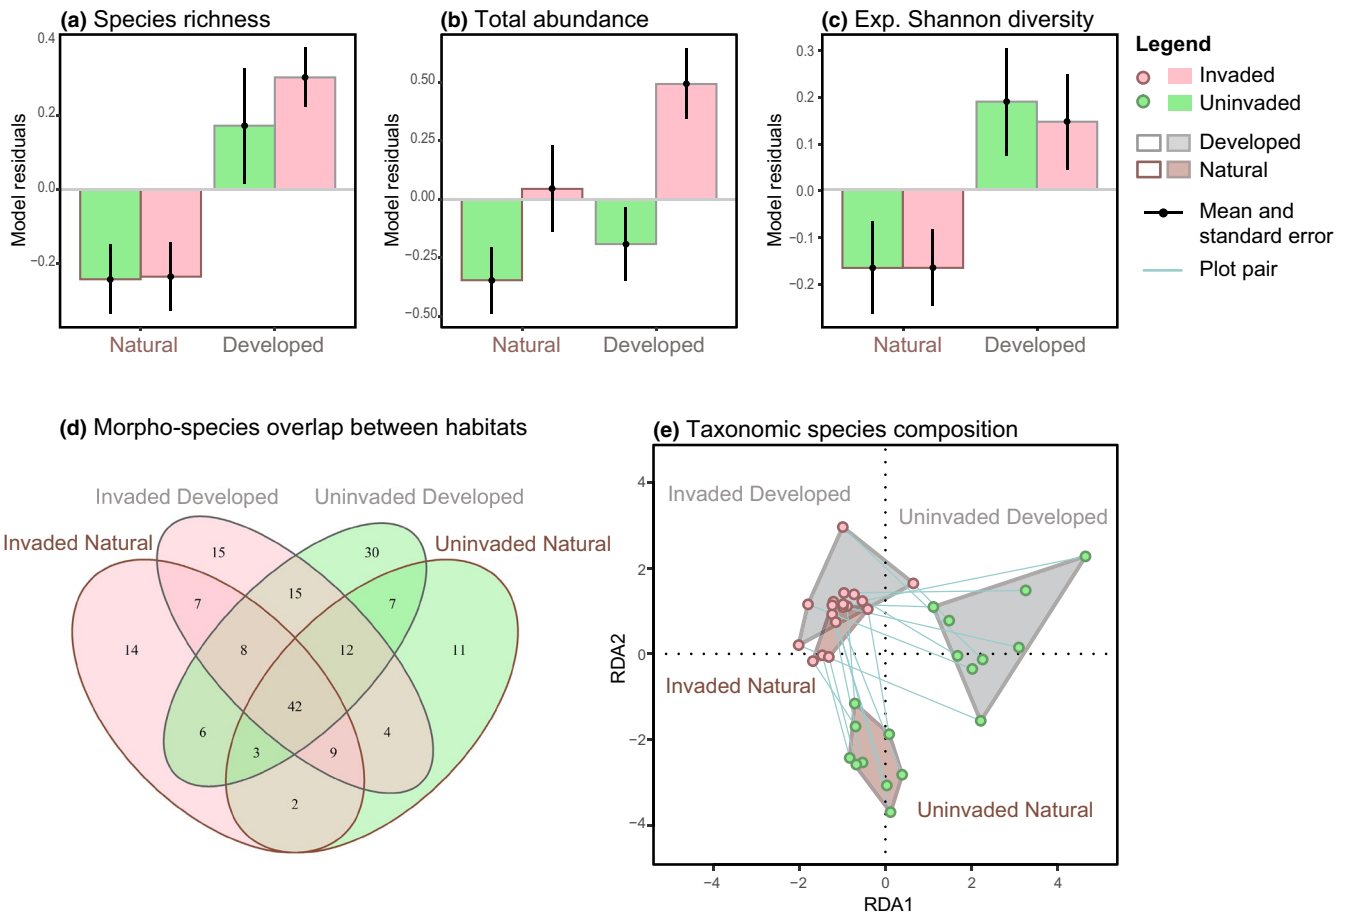 (a) Species richness
0.4
0.2
0.0
−0.2
Model residuals
Natural
Developed
(b) Total abundance
0.50
0.25
0.00
−0.25
−0.50
Model residuals
Natural
Developed
(c) Exp. Shannon diversity
0.3
0.2
0.1
0.0
−0.1
−0.2
Model residuals
Natural
Developed
Legend
Invaded
Uninvaded
Developed
Natural
Mean and
standard error
Plot pair
(d) Morpho-species overlap between habitats
Invaded Developed
Uninvaded Developed
Invaded Natural
Uninvaded Natural
15
30
15
7
7
14
8
12
11
42
6
4
3
9
2
(e) Taxonomic species composition
Invaded Developed
Uninvaded Developed
Invaded Natural
Uninvaded Natural
4
2
0
−2
−4
RDA2
−4
−2
0
2
4
RDA1